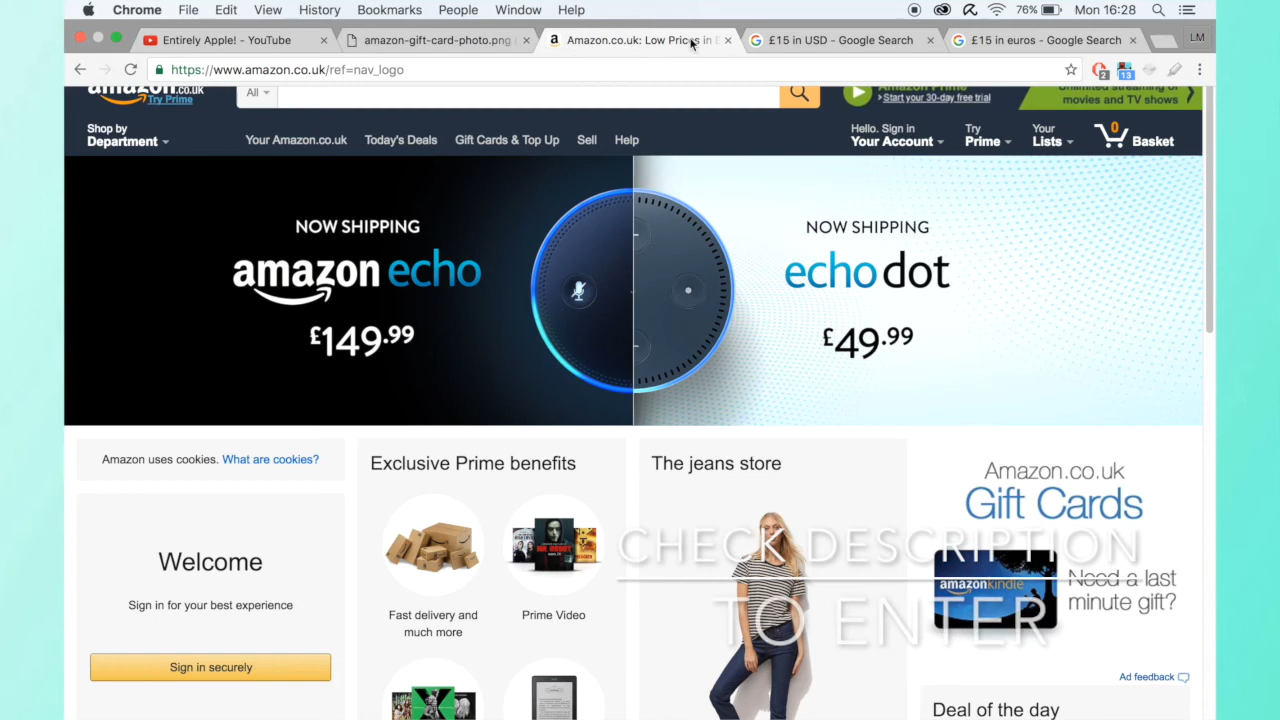 Chrome File Edit View History Bookmarks People Window Help 76% Mon 16:28
Entirely Apple! - YouTube amazon-gift-card-photo.png Amazon.co.uk: Low Prices in £15 in USD - Google Search £15 in euros - Google Search LM
https://www.amazon.co.uk/ref=nav_logo 2 13
amazon.co.uk
Try Prime
All
Amazon Prime
Start your 30-day free trial
Unlimited streaming of
movies and TV shows
Shop by
Department
Your Amazon.co.uk Today's Deals Gift Cards & Top Up Sell Help
Hello. Sign in
Your Account
Try
Prime
Your
Lists
0
Basket
NOW SHIPPING
amazon echo
£149.99
NOW SHIPPING
echo dot
£49.99
Amazon uses cookies. What are cookies?
Welcome
Sign in for your best experience
Sign in securely
Exclusive Prime benefits
MR. ROBOT
Fast delivery and
much more
Prime Video
The jeans store
Amazon.co.uk
Gift Cards
amazonkindle
Need a last
minute gift?
Ad feedback
Deal of the day
CHECK DESCRIPTION
TO ENTER